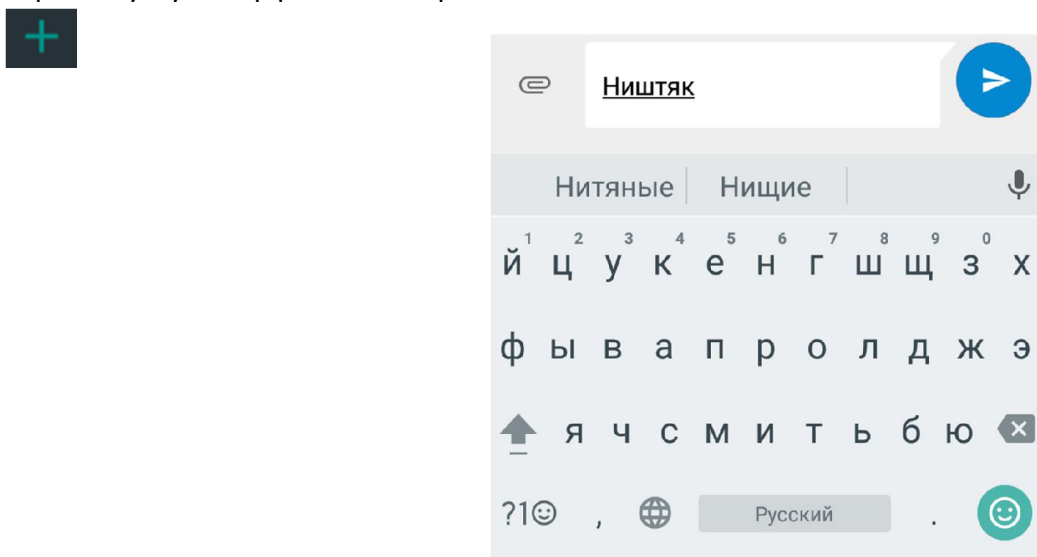 Ништяк
Нитяные Нищие
1 2 3 4 5 6 7 8 9 0
й ц у к е н г ш щ з х
ф ы в а п р о л д ж э
я ч с м и т ь б ю
?1☺ , Русский .